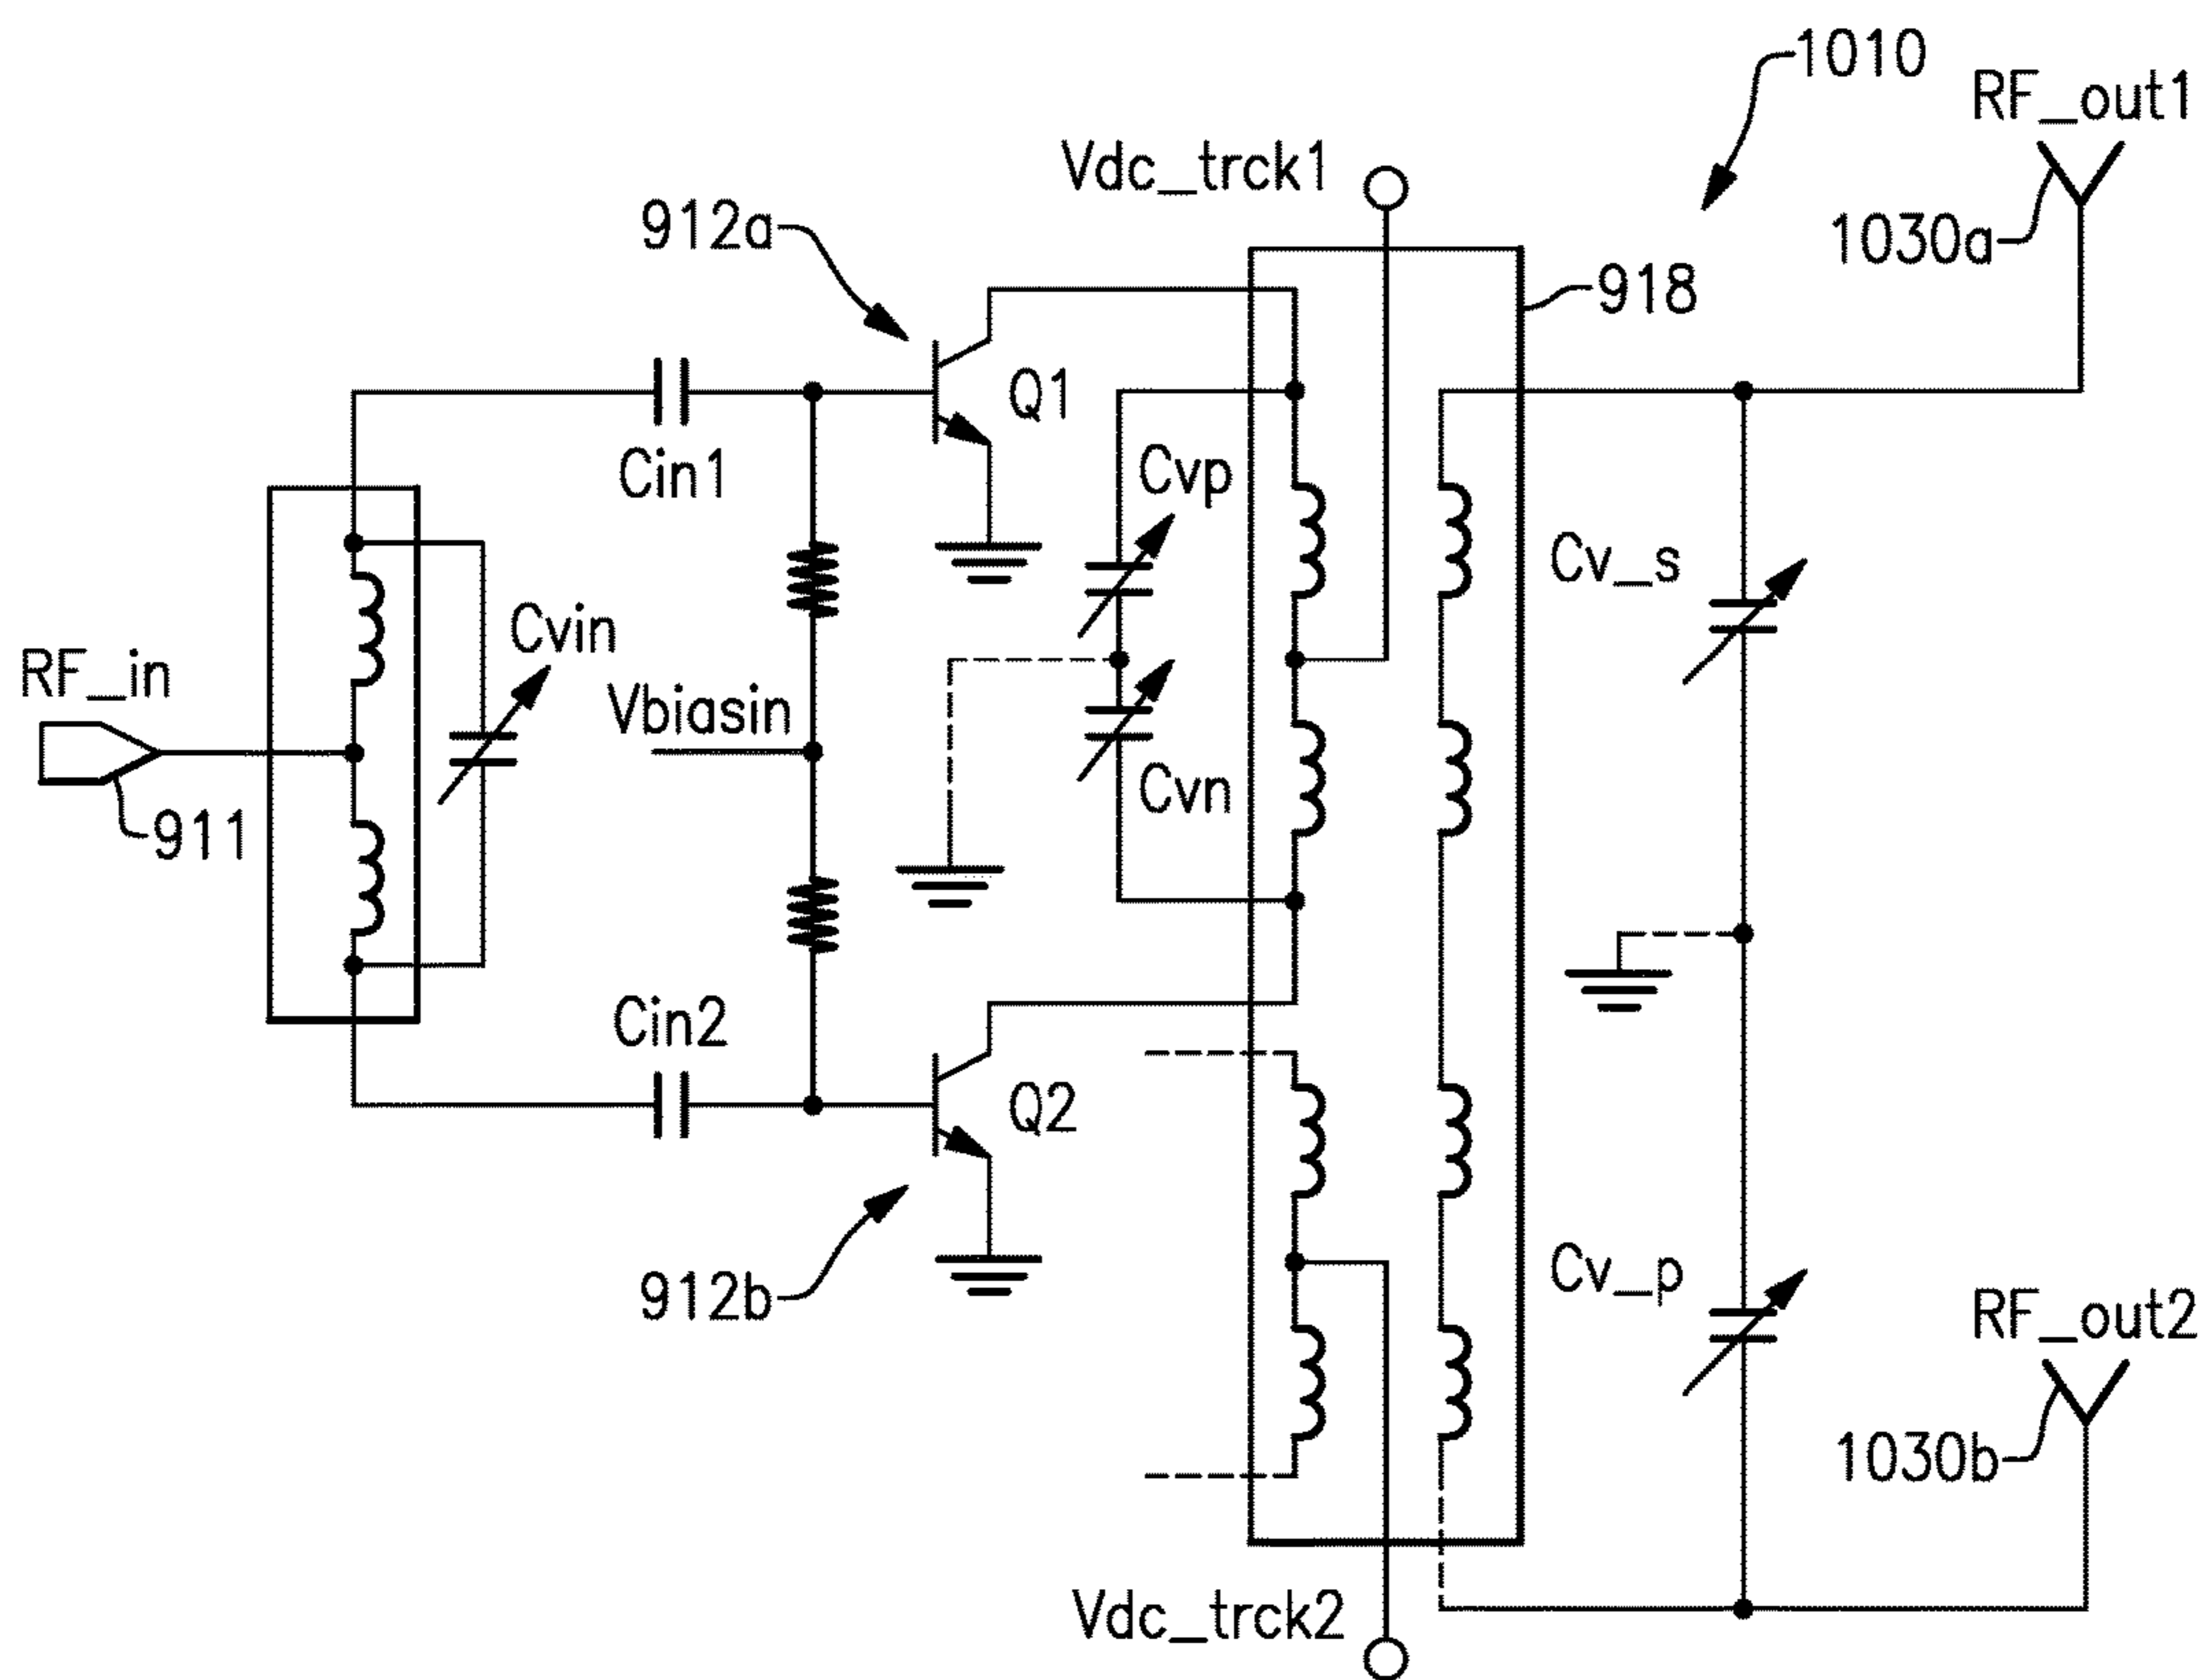 1010
RF_out1
Vdc_trck1
912a
1030a
918
Q1
Cin1
Cvp
Cv_s
Cvin
RF_in
Vbiasin
Cvn
911
Cin2
Q2
912b
Cv_p
RF_out2
1030b
Vdc_trck2